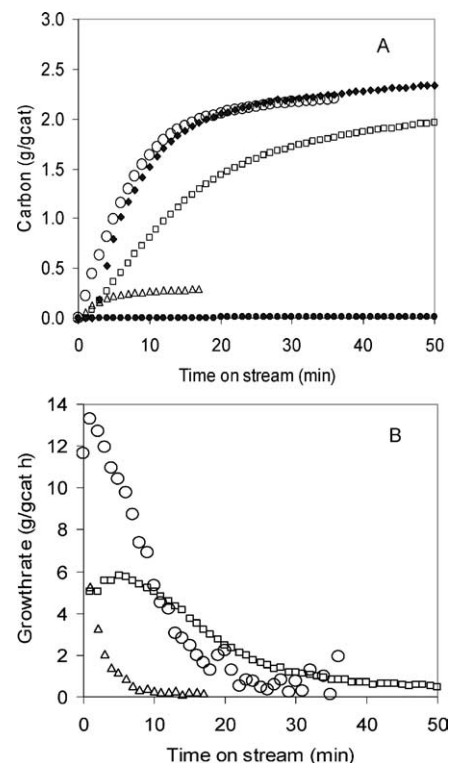 A
Carbon (g/gcat)
3.0
2.5
2.0
1.5
1.0
0.5
0.0
0 10 20 30 40 50
Time on stream (min)
B
Growthrate (g/gcat h)
14
12
10
8
6
4
2
0
0 10 20 30 40 50
Time on stream (min)